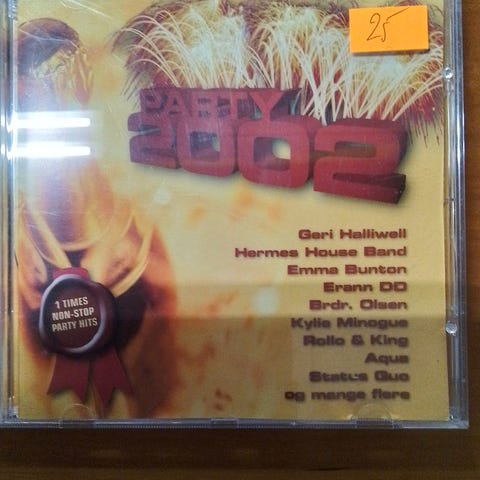 25
PARTY
2002
Geri Halliwell
Hermes House Band
Emma Bunton
Erann DD
Brdr. Olsen
Kylie Minogue
Rollo & King
Aqua
Status Quo
og mange flere
1 TIMES
NON-STOP
PARTY HITS